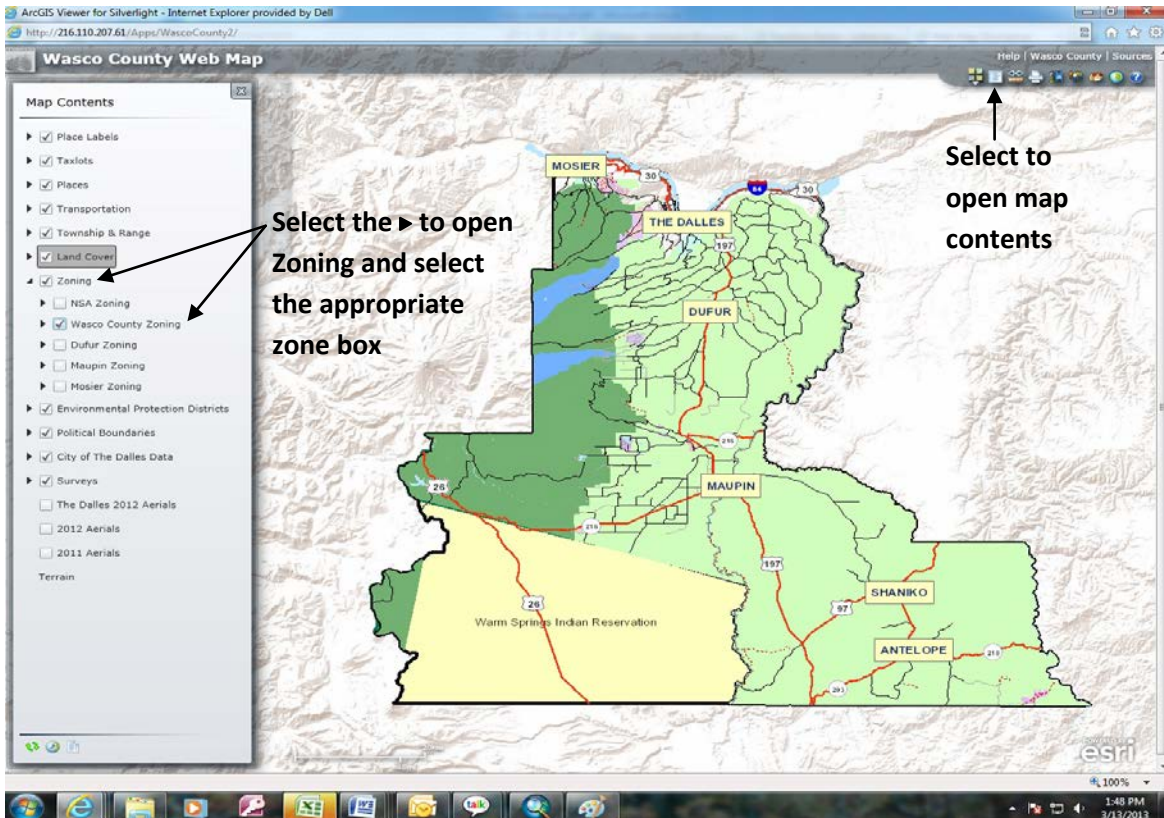 ArcGIS Viewer for Silverlight - Internet Explorer provided by Dell
http://216.110.207.61/Apps/WascoCounty2/
Wasco County Web Map
Help | Wasco County | Sources
Map Contents
Place Labels
Taxlots
Places
Transportation
Township & Range
Land Cover
Zoning
NSA Zoning
Wasco County Zoning
Dufur Zoning
Maupin Zoning
Mosier Zoning
Environmental Protection Districts
Political Boundaries
City of The Dalles Data
Surveys
The Dalles 2012 Aerials
2012 Aerials
2011 Aerials
Terrain
Select the ▸ to open
Zoning and select
the appropriate
zone box
Select to
open map
contents
MOSIER
30
84
30
THE DALLES
197
DUFUR
216
MAUPIN
26
216
197
SHANIKO
97
26
Warm Springs Indian Reservation
ANTELOPE
218
293
POWERED BY
esri
100%
talk
1:48 PM
3/13/2013